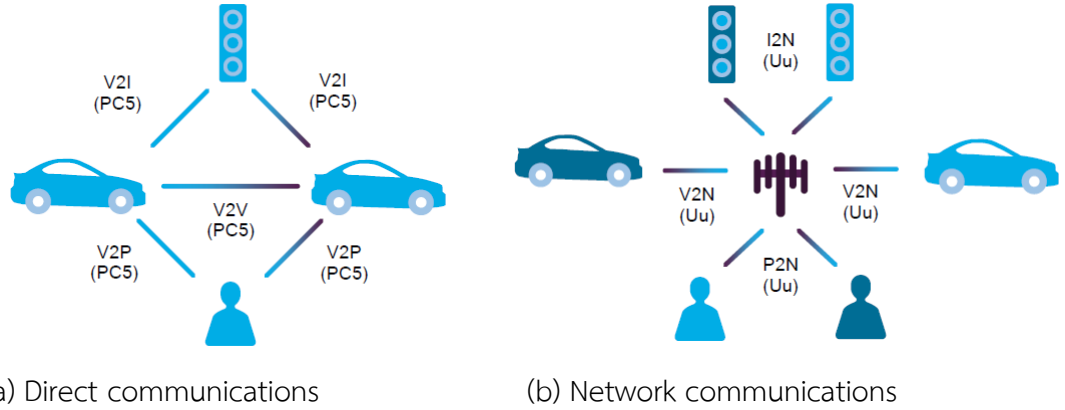 V2I
(PC5)
V2I
(PC5)
V2V
(PC5)
V2P
(PC5)
V2P
(PC5)
a) Direct communications
I2N
(Uu)
V2N
(Uu)
V2N
(Uu)
P2N
(Uu)
(b) Network communications